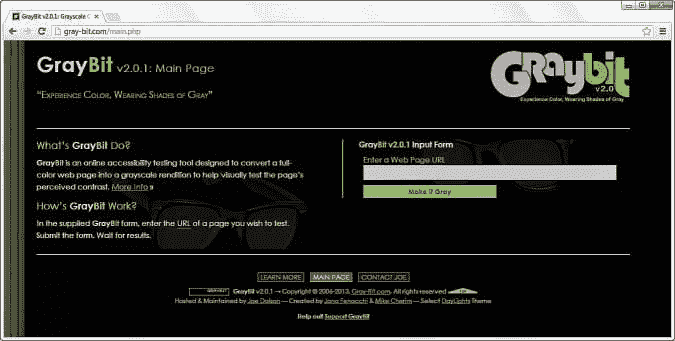 GrayBit v2.0.1: Grayscale C
gray-bit.com/main.php
GrayBit v2.0.1: Main Page
"Experience Color, Wearing Shades of Gray"
Graybit
v2.0
Experience Color, Wearing Shades of Gray
What's GrayBit Do?
GrayBit is an online accessibility testing tool designed to convert a full-
color web page into a grayscale rendition to help visually test the page's
perceived contrast. More Info »
How's GrayBit Work?
In the supplied GrayBit form, enter the URL of a page you wish to test.
Submit the form. Wait for results.
GrayBit v2.0.1 Input Form
Enter a Web Page URL
Make it Gray
LEARN MORE MAIN PAGE CONTACT JOE
GrayBit v2.0.1 → Copyright © 2006-2013, Gray-Bit.com. All rights reserved
Hosted & Maintained by Joe Dolson — Created by Jona Fenocchi & Mike Cherim — Select DayLights Theme
Help out! Support GrayBit